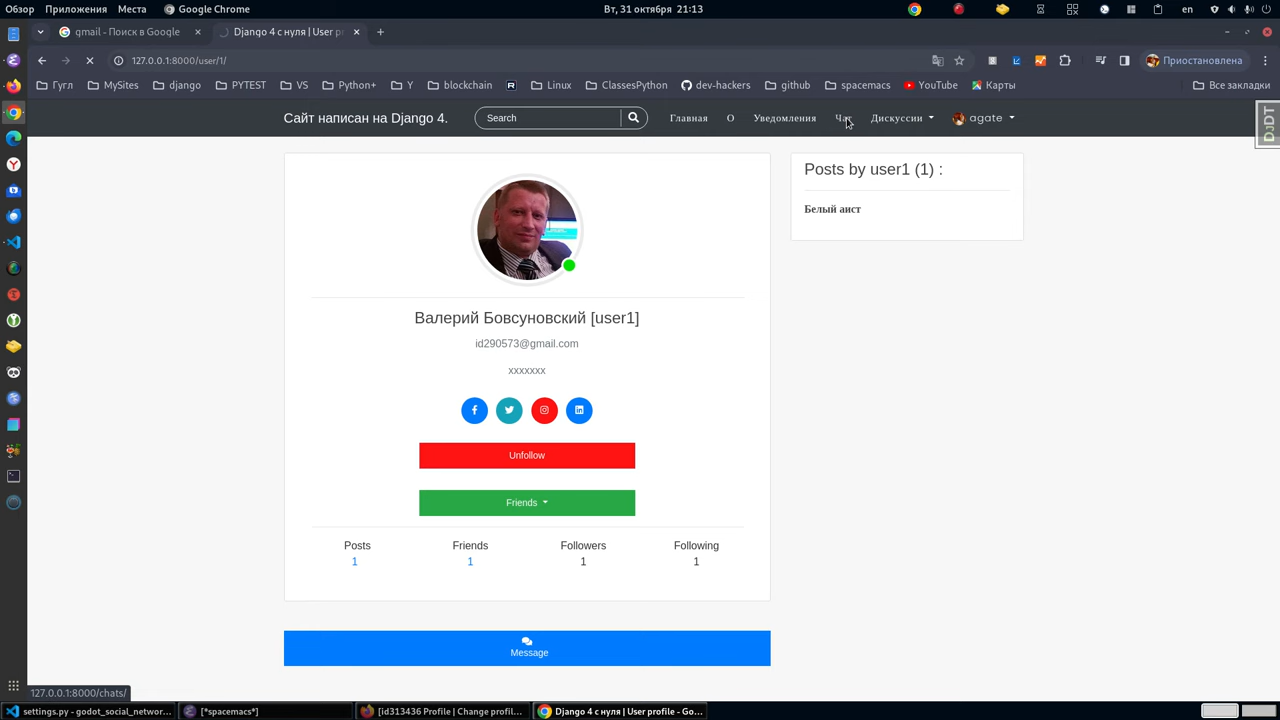 Обзор Приложения Места Google Chrome Вт, 31 октября 21:13 en
gmail - Поиск в Google Django 4 с нуля | User pr
127.0.0.1:8000/user/1/ Приостановлена
Гугл MySites django PYTEST VS Python+ Y blockchain R Linux ClassesPython dev-hackers github spacemacs YouTube Карты Все закладки
Сайт написан на Django 4. Search Главная О Уведомления Чат Дискуссии agate
DjDT
Posts by user1 (1) :
Белый аист
Валерий Бовсуновский [user1]
id290573@gmail.com
xxxxxxx
Unfollow
Friends
Posts Friends Followers Following
1 1 1 1
Message
127.0.0.1:8000/chats/
settings.py - godot_social_networ... [*spacemacs*] [id313436 Profile | Change profil... Django 4 с нуля | User profile - Go...